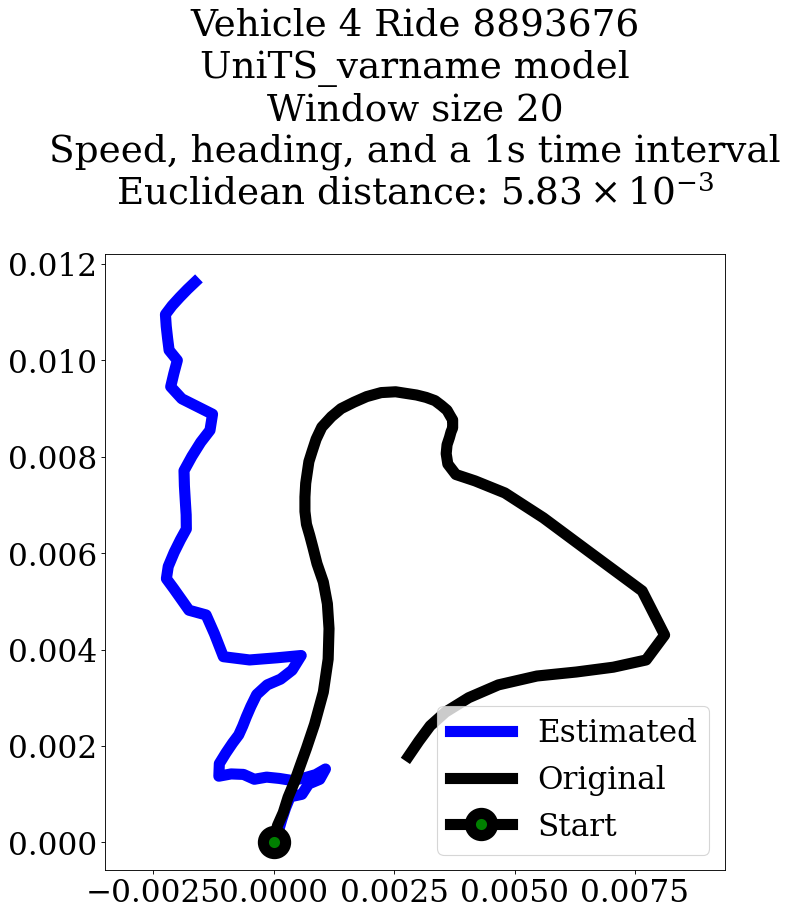 Vehicle 4 Ride 8893676
UniTS_varname model
Window size 20
Speed, heading, and a 1s time interval
Euclidean distance: 5.83 × 10⁻³
0.012
0.010
0.008
0.006
0.004
0.002
0.000
−0.0025 0.0000 0.0025 0.0050 0.0075
Estimated
Original
Start